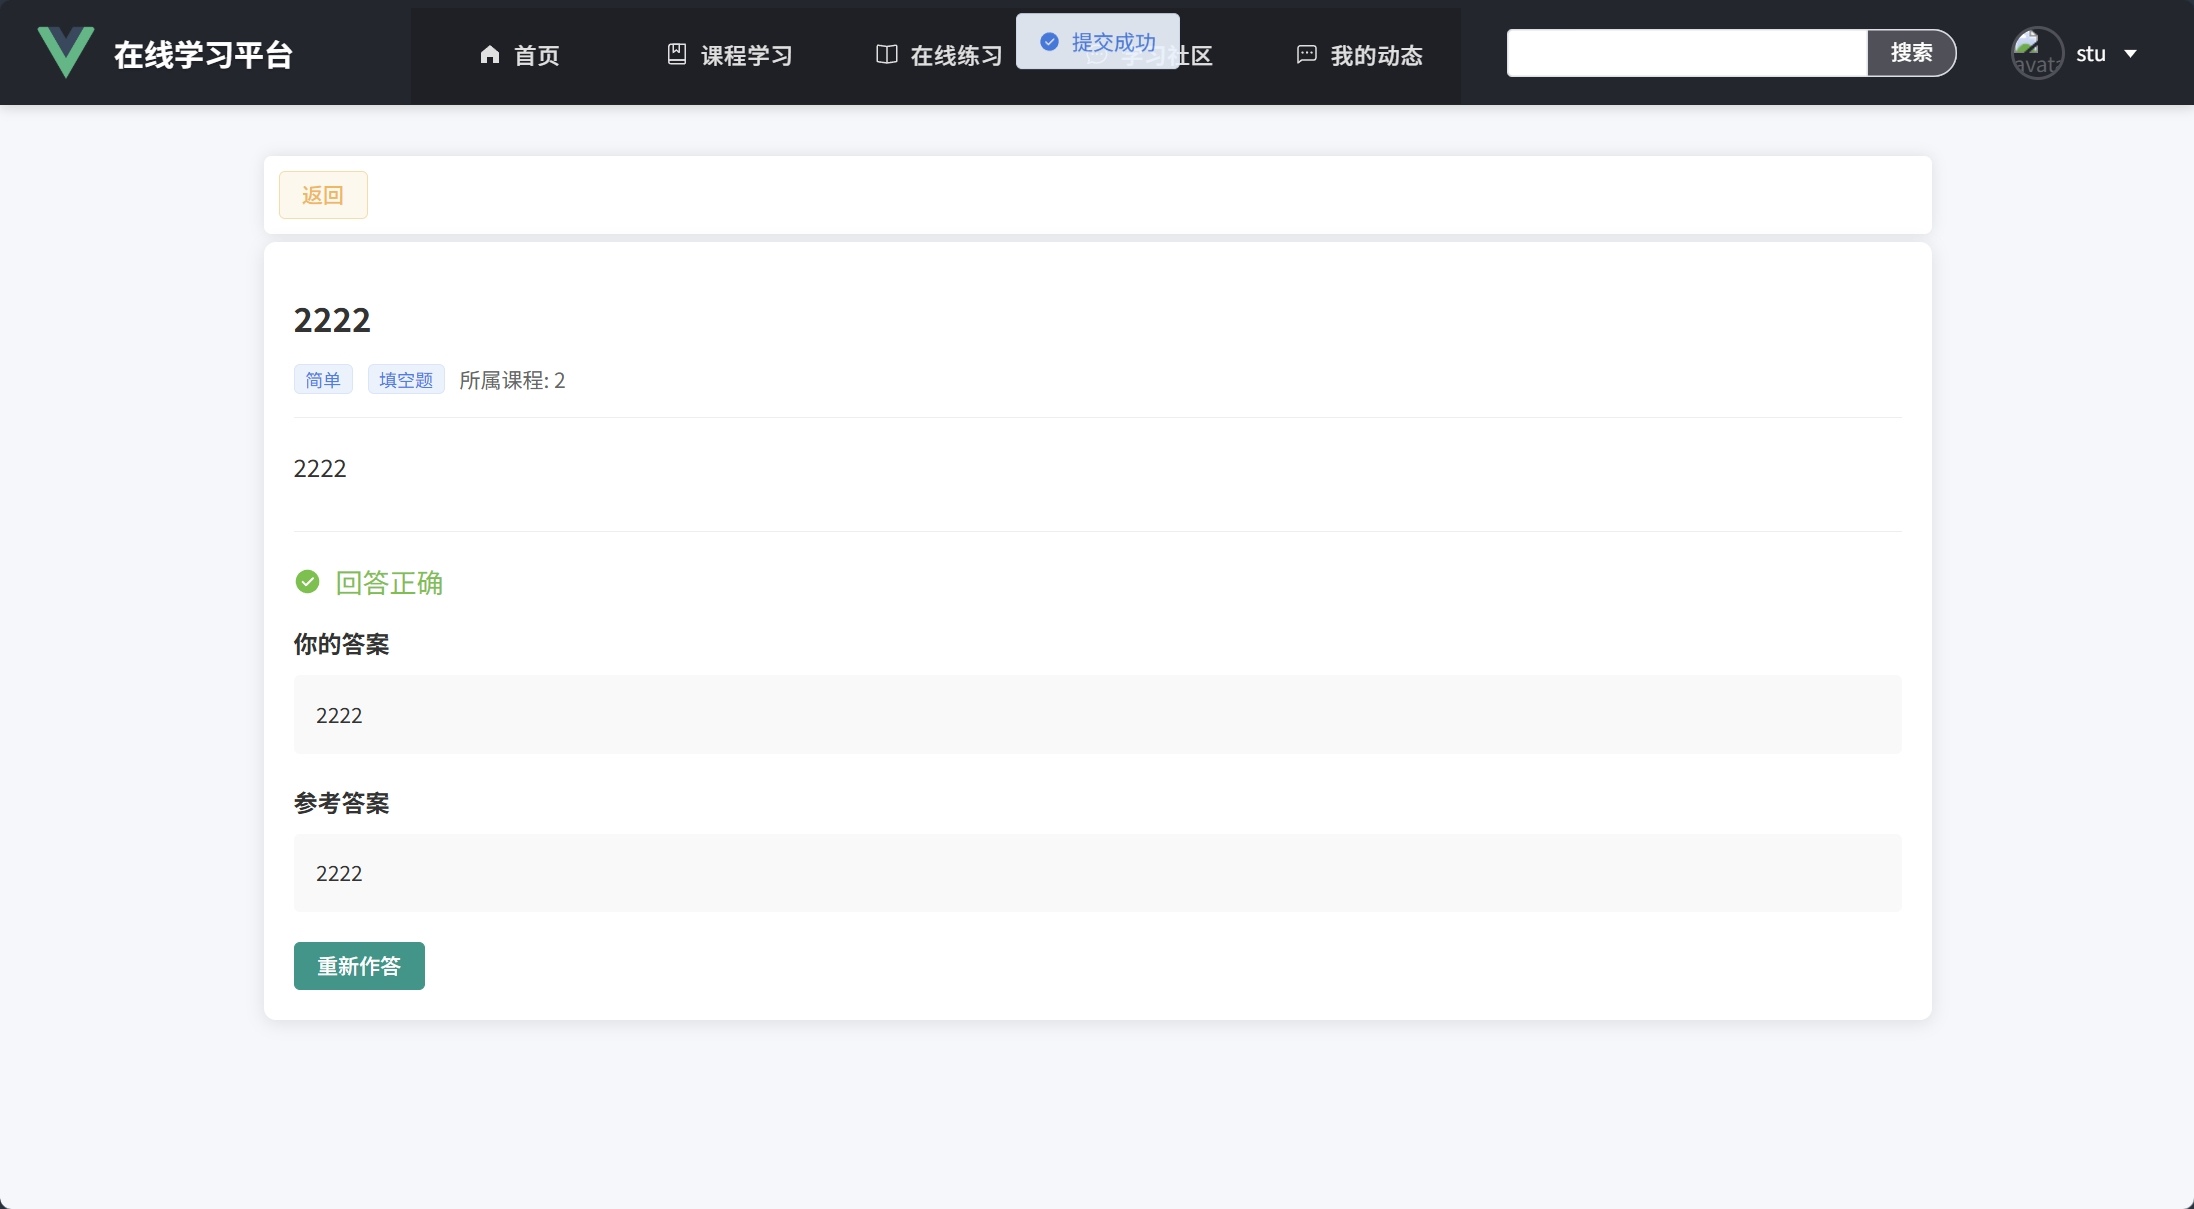 在线学习平台
首页
课程学习
在线练习
提交成功
学习社区
我的动态
搜索
avata
stu
返回
2222
简单 填空题 所属课程: 2
2222
回答正确
你的答案
2222
参考答案
2222
重新作答